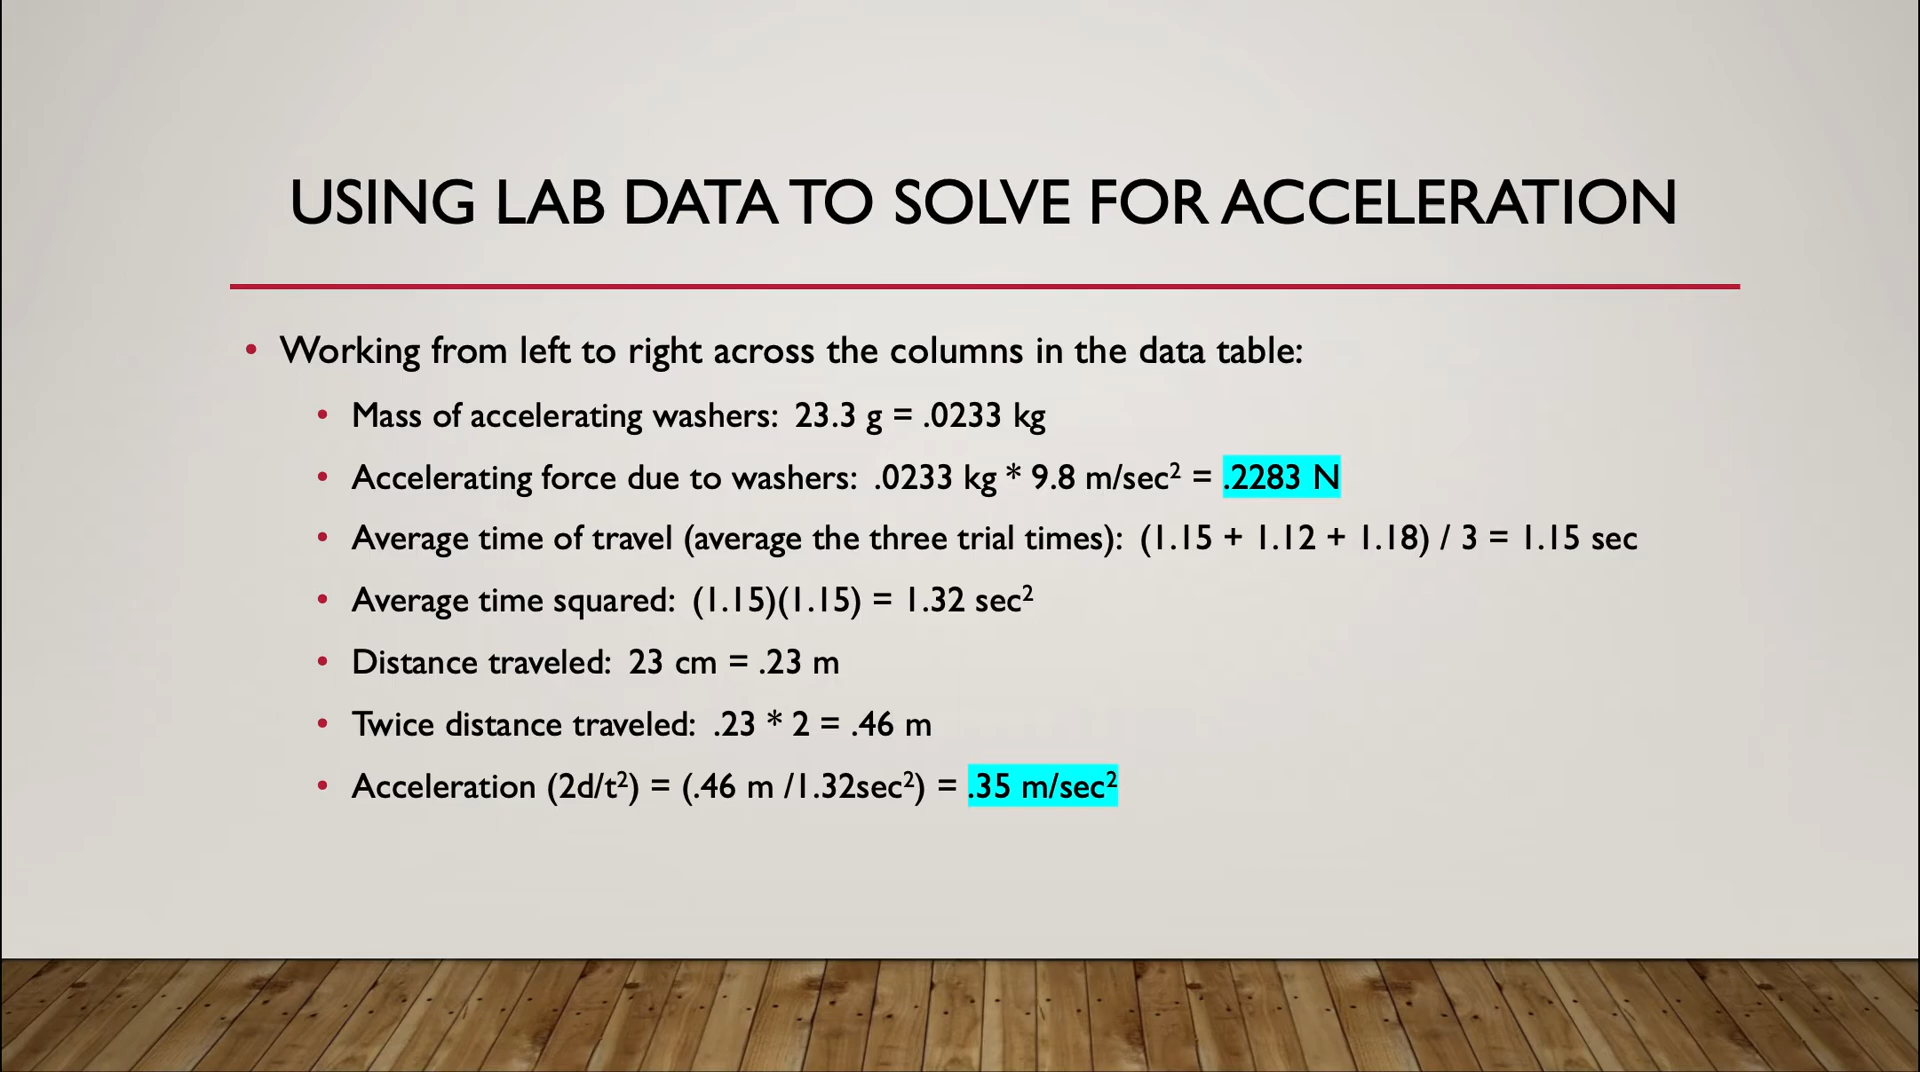 USING LAB DATA TO SOLVE FOR ACCELERATION
• Working from left to right across the columns in the data table:
• Mass of accelerating washers: 23.3 g = .0233 kg
• Accelerating force due to washers: .0233 kg * 9.8 m/sec² = .2283 N
• Average time of travel (average the three trial times): (1.15 + 1.12 + 1.18) / 3 = 1.15 sec
• Average time squared: (1.15)(1.15) = 1.32 sec²
• Distance traveled: 23 cm = .23 m
• Twice distance traveled: .23 * 2 = .46 m
• Acceleration (2d/t²) = (.46 m /1.32sec²) = .35 m/sec²